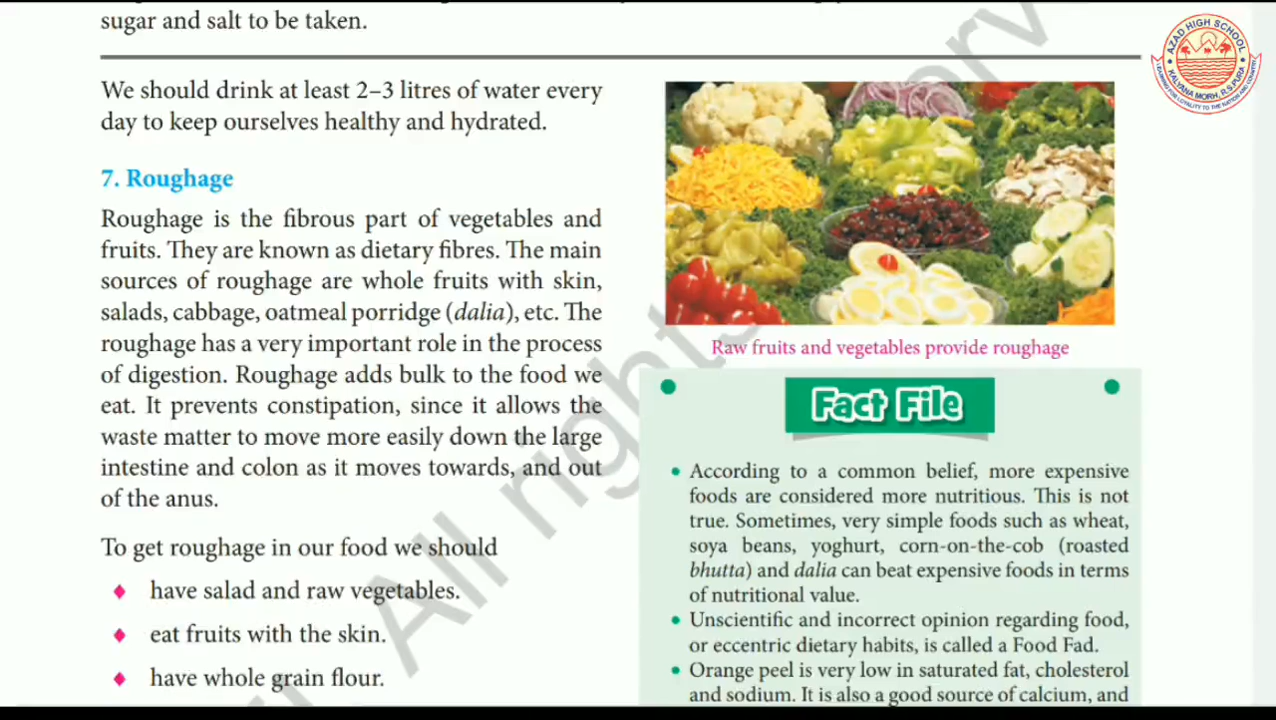 sugar and salt to be taken.
We should drink at least 2–3 litres of water every
day to keep ourselves healthy and hydrated.
7. Roughage
Roughage is the fibrous part of vegetables and
fruits. They are known as dietary fibres. The main
sources of roughage are whole fruits with skin,
salads, cabbage, oatmeal porridge (dalia), etc. The
roughage has a very important role in the process
of digestion. Roughage adds bulk to the food we
eat. It prevents constipation, since it allows the
waste matter to move more easily down the large
intestine and colon as it moves towards, and out
of the anus.
To get roughage in our food we should
♦ have salad and raw vegetables.
♦ eat fruits with the skin.
♦ have whole grain flour.
AZAD HIGH SCHOOL
KALYANA MORH, R.S.PURA
Raw fruits and vegetables provide roughage
Fact File
• According to a common belief, more expensive
foods are considered more nutritious. This is not
true. Sometimes, very simple foods such as wheat,
soya beans, yoghurt, corn-on-the-cob (roasted
bhutta) and dalia can beat expensive foods in terms
of nutritional value.
• Unscientific and incorrect opinion regarding food,
or eccentric dietary habits, is called a Food Fad.
• Orange peel is very low in saturated fat, cholesterol
and sodium. It is also a good source of calcium, and
All rights